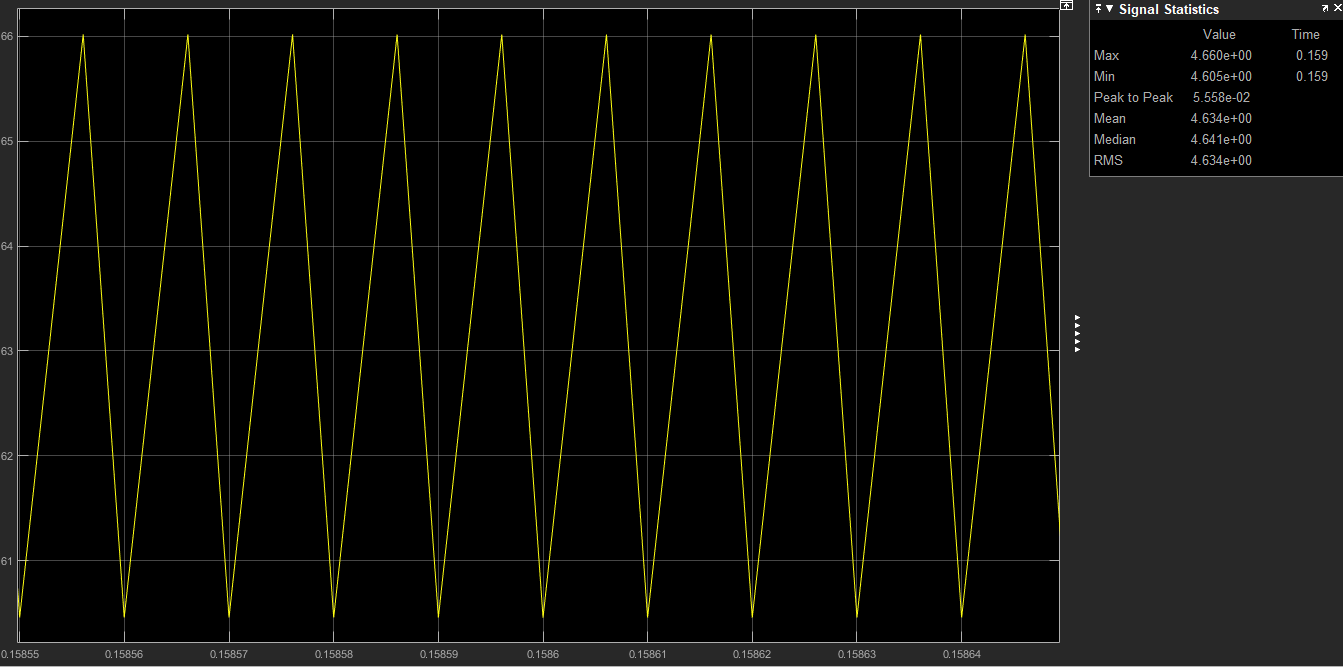 Signal Statistics
Value Time
Max 4.660e+00 0.159
Min 4.605e+00 0.159
Peak to Peak 5.558e-02
Mean 4.634e+00
Median 4.641e+00
RMS 4.634e+00
66
65
64
63
62
61
0.15855 0.15856 0.15857 0.15858 0.15859 0.1586 0.15861 0.15862 0.15863 0.15864